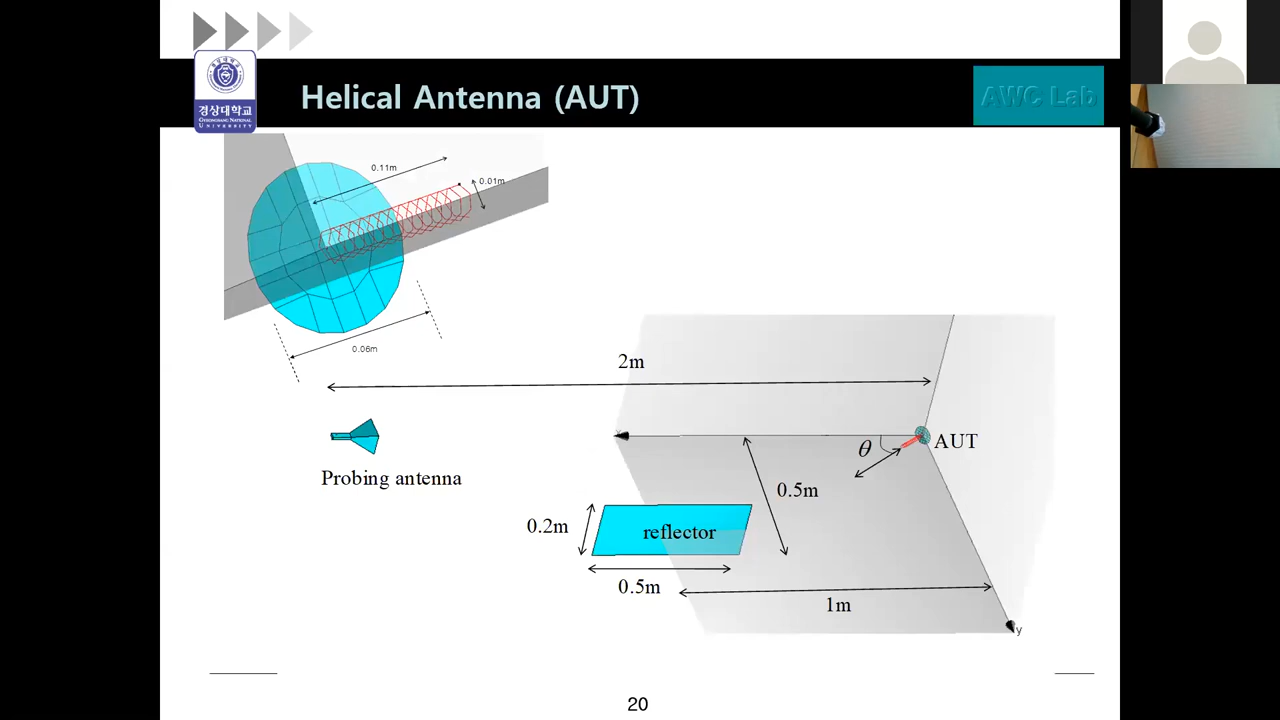 Helical Antenna (AUT)
AWC Lab
경상대학교
GYEONGSANG NATIONAL
UNIVERSITY
0.11m
0.01m
0.06m
2m
AUT
θ
Probing antenna
0.5m
0.2m
reflector
0.5m
1m
y
20